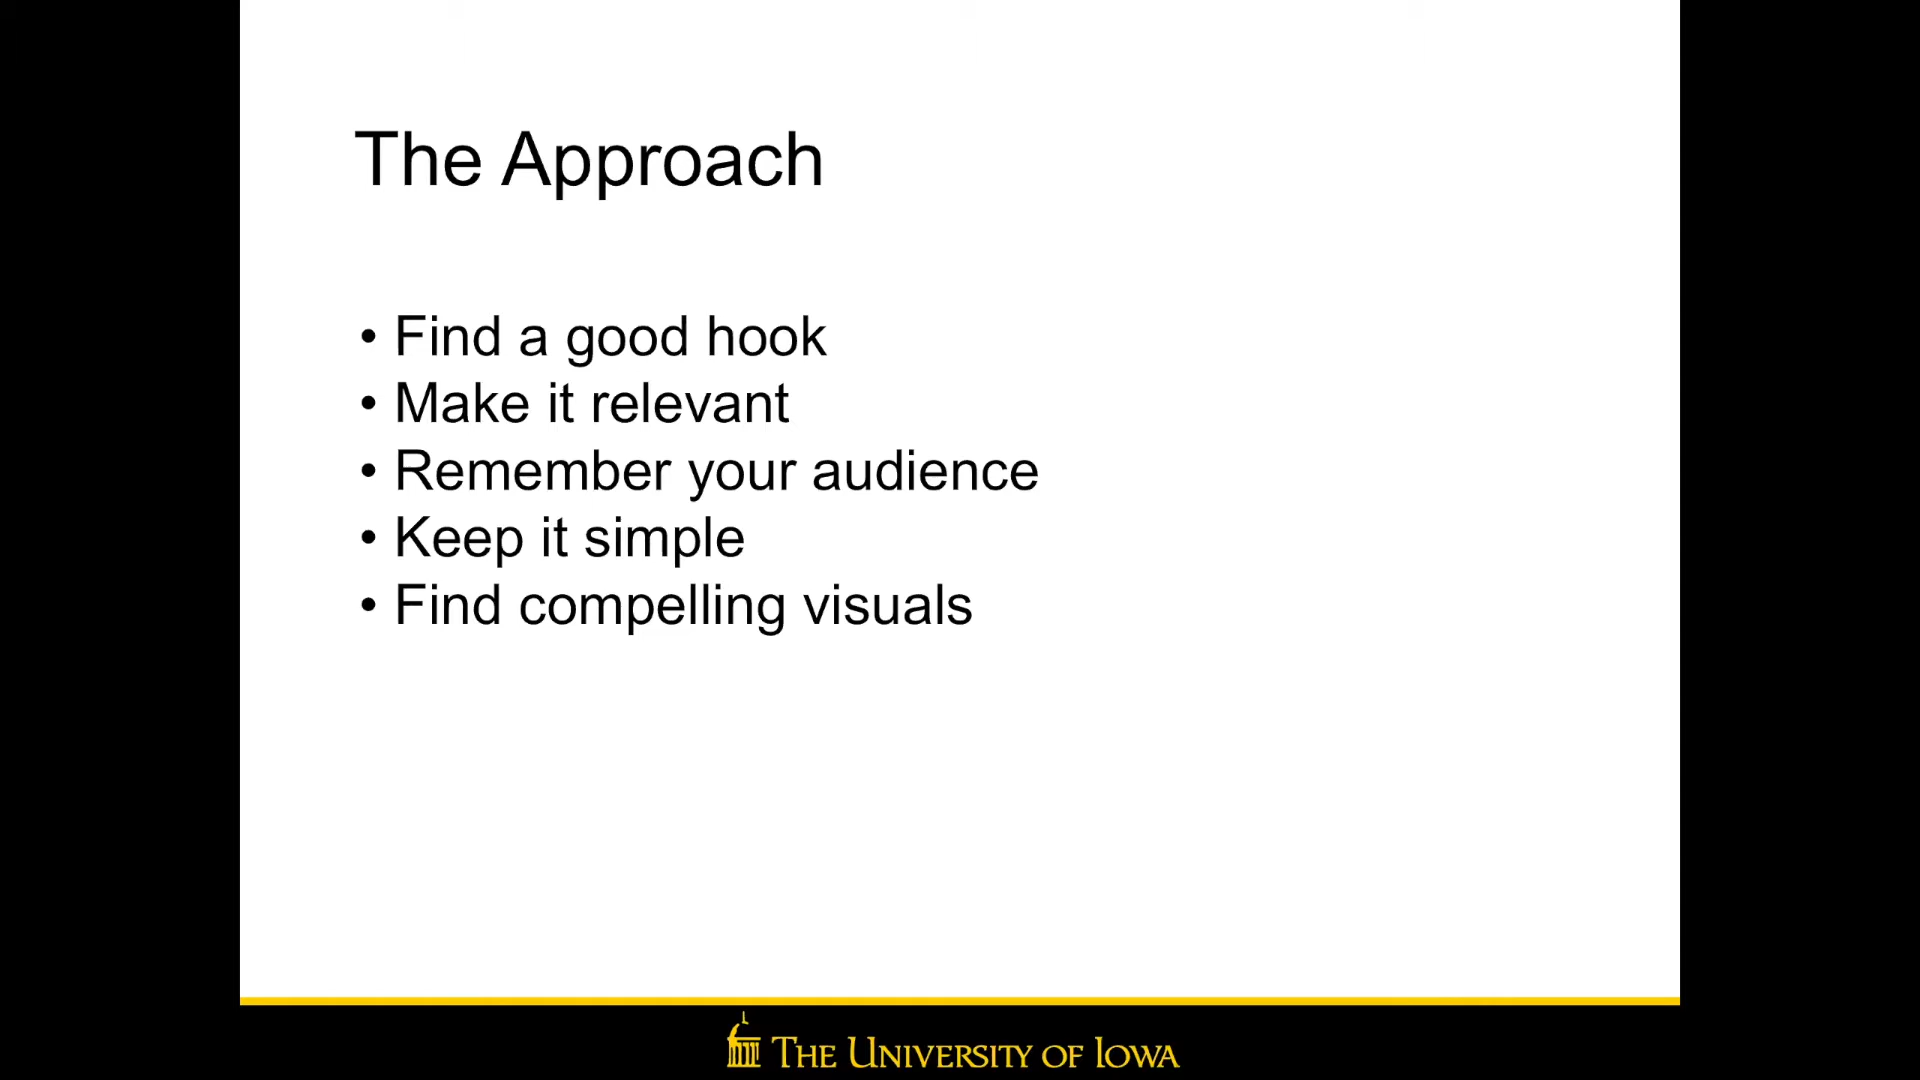 The Approach
• Find a good hook
• Make it relevant
• Remember your audience
• Keep it simple
• Find compelling visuals
THE UNIVERSITY OF IOWA